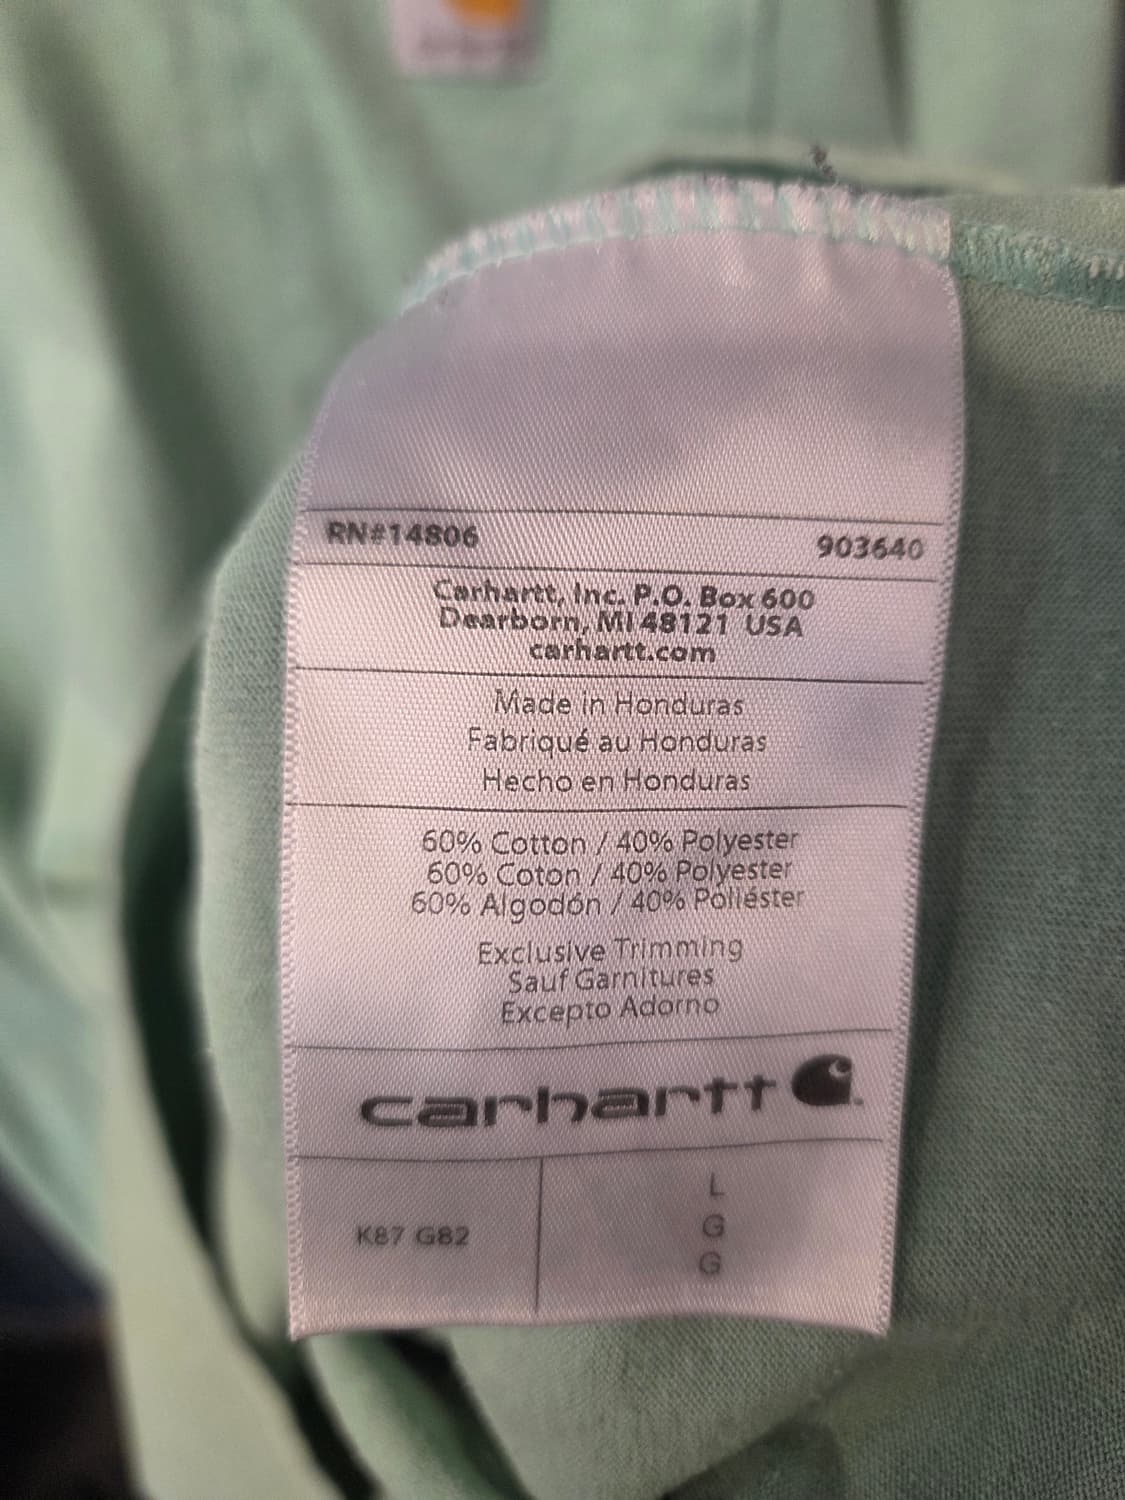 RN#14806 903640
Carhartt, Inc. P.O. Box 600
Dearborn, MI 48121 USA
carhartt.com
Made in Honduras
Fabriqué au Honduras
Hecho en Honduras
60% Cotton / 40% Polyester
60% Coton / 40% Polyester
60% Algodón / 40% Poliéster
Exclusive Trimming
Sauf Garnitures
Excepto Adorno
carhartt
K87 G82
L
G
G